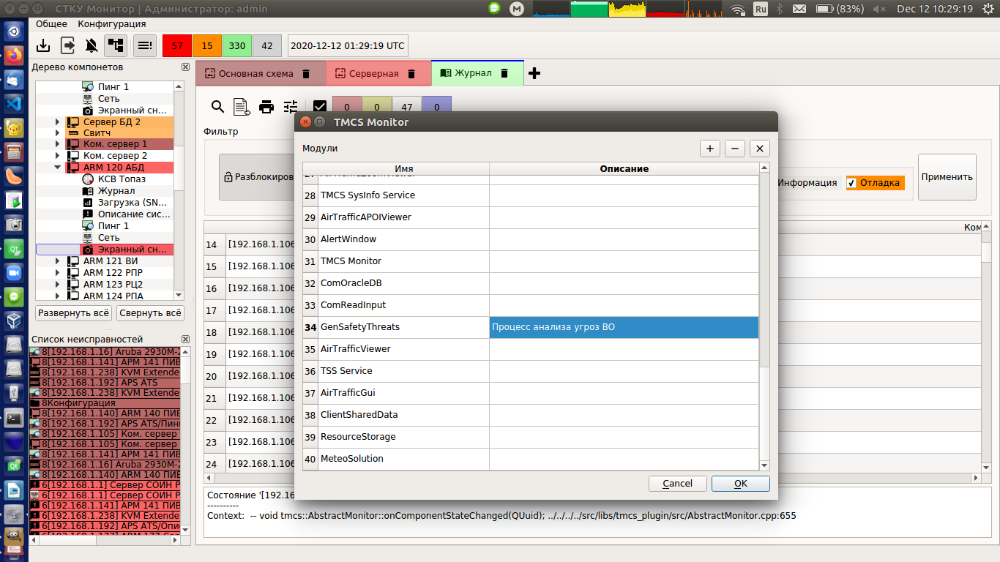 СТКУ Монитор | Администратор: admin
Ru
(83%)
Dec 12 10:29:19
Общее Конфигурация
57 15 330 42 2020-12-12 01:29:19 UTC
Дерево компонетов
Пинг 1
Сеть
Экранный сн...
Сервер БД 2
Свитч
Ком. сервер 1
Ком. сервер 2
ARM 120 АБД
КСВ Топаз
Журнал
Загрузка (SN...
Описание сис...
Пинг 1
Сеть
Экранный сн...
ARM 121 ВИ
ARM 122 РПР
ARM 123 РЦ2
ARM 124 РПА
Развернуть всё Свернуть всё
Список неисправностей
8[192.168.1.16] Aruba 2930M-2
8[192.168.1.141] АРМ 141 ПИВ
8[192.168.1.238] KVM Extende
8[192.168.1.192] APS ATS
8[192.168.1.238] KVM Extende
8Конфигурация
8[192.168.1.140] ARM 140 ПИВ
8[192.168.1.192] APS ATS/Пин
8[192.168.1.105] Ком. сервер
8[192.168.1.105] Ком. сервер
8[192.168.1.141] АРМ 141 ПИВ
8[192.168.1.16] Aruba 2930M-2
8[192.168.1.140] ARM 140 ПИВ
6[192.168.1.1] Сервер СОИН Р
6[192.168.1.1] Сервер СОИН Р
6[192.168.1.141] АРМ 141 ПИВ
6[192.168.1.238] KVM Extende
6[192.168.1.192] APS ATS/Опис
Основная схема
Серверная
Журнал
0 0 47 0
Фильтр
Разблокиров
Информация
Отладка
Применить
Ком
14 [192.168.1.106
15 [192.168.1.106
16 [192.168.1.106
17 [192.168.1.106
18 [192.168.1.106
19 [192.168.1.106
20 [192.168.1.106
21 [192.168.1.106
22 [192.168.1.106
23 [192.168.1.106
24 [192.168.1.106
TMCS Monitor
Модули
Имя Описание
28 TMCS SysInfo Service
29 AirTrafficAPOIViewer
30 AlertWindow
31 TMCS Monitor
32 ComOracleDB
33 ComReadInput
34 GenSafetyThreats Процесс анализа угроз ВО
35 AirTrafficViewer
36 TSS Service
37 AirTrafficGui
38 ClientSharedData
39 ResourceStorage
40 MeteoSolution
Cancel OK
Состояние '[192.16
----------
Context: -- void tmcs::AbstractMonitor::onComponentStateChanged(QUuid); ../../../../src/libs/tmcs_plugin/src/AbstractMonitor.cpp:655